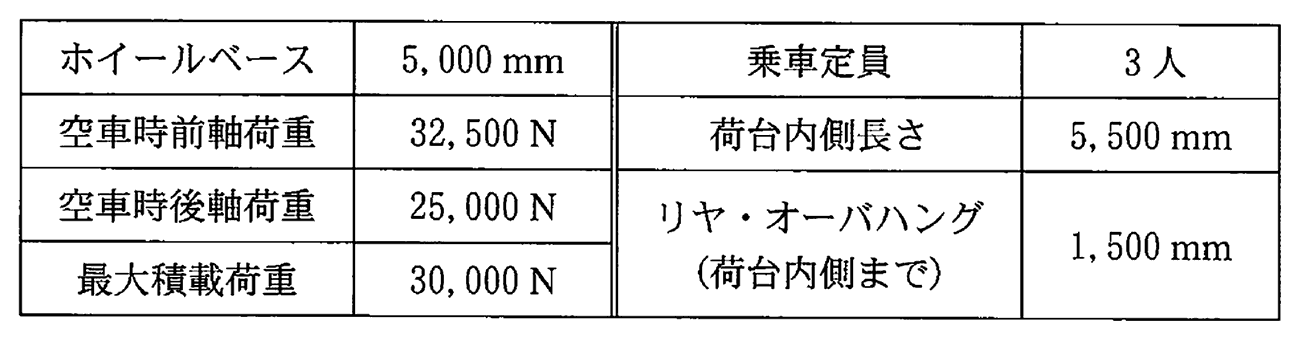 ホイールベース 5,000 mm 乗車定員 3人
空車時前軸荷重 32,500 N 荷台内側長さ 5,500 mm
空車時後軸荷重 25,000 N リヤ・オーバハング
(荷台内側まで) 1,500 mm
最大積載荷重 30,000 N